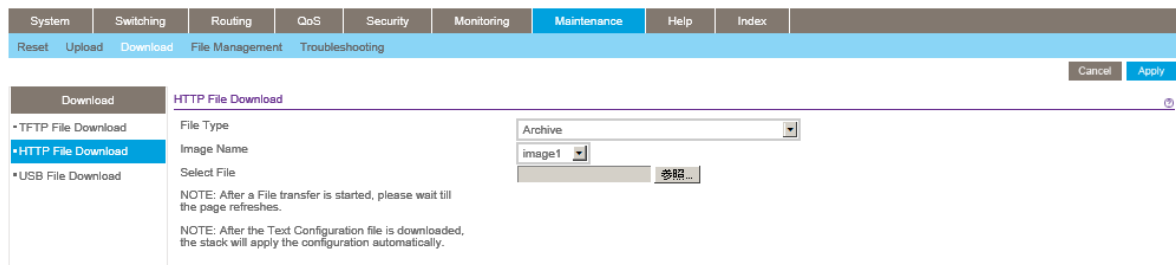 System Switching Routing QoS Security Monitoring Maintenance Help Index
Reset Upload Download File Management Troubleshooting
Cancel Apply
Download
TFTP File Download
HTTP File Download
USB File Download
HTTP File Download
File Type Archive
Image Name image1
Select File 参照...
NOTE: After a File transfer is started, please wait till
the page refreshes.
NOTE: After the Text Configuration file is downloaded,
the stack will apply the configuration automatically.